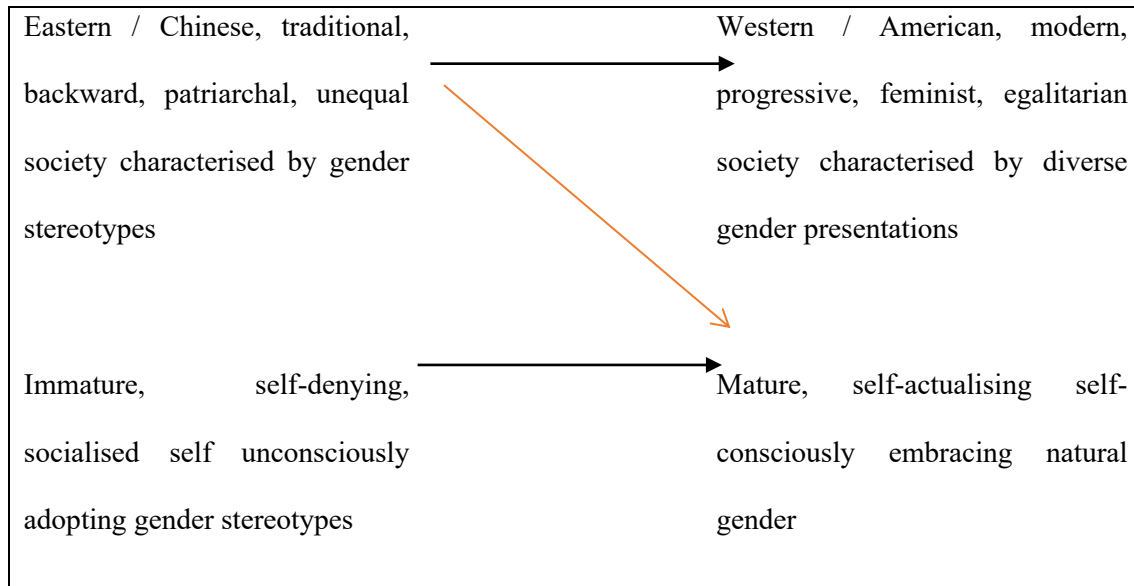 Eastern / Chinese, traditional,
backward, patriarchal, unequal
society characterised by gender
stereotypes
Western / American, modern,
progressive, feminist, egalitarian
society characterised by diverse
gender presentations
Immature, self-denying,
socialised self unconsciously
adopting gender stereotypes
Mature, self-actualising self-
consciously embracing natural
gender